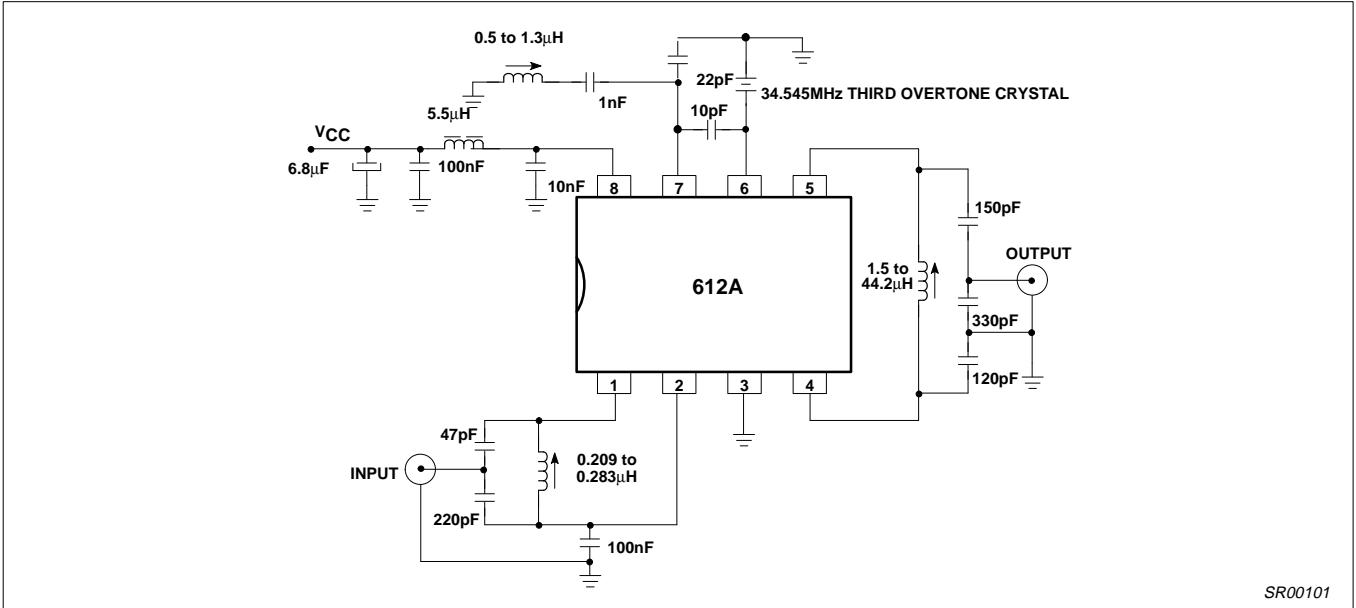 0.5 to 1.3μH
22pF
34.545MHz THIRD OVERTONE CRYSTAL
1nF
5.5μH
10pF
VCC
6.8μF
100nF
10nF
8
7
6
5
150pF
OUTPUT
1.5 to
44.2μH
612A
330pF
120pF
1
2
3
4
47pF
INPUT
0.209 to
0.283μH
220pF
100nF
SR00101